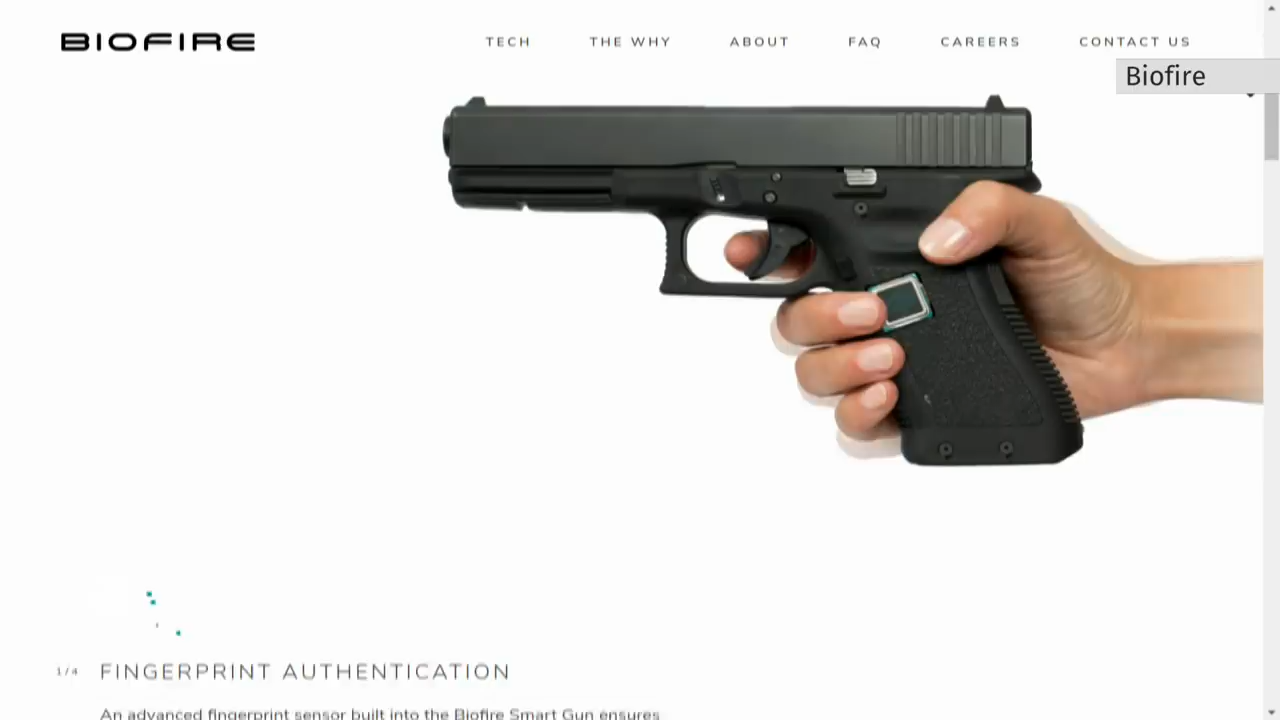 BIOFIRE
TECH THE WHY ABOUT FAQ CAREERS CONTACT US
Biofire
1/4 FINGERPRINT AUTHENTICATION
An advanced fingerprint sensor built into the Biofire Smart Gun ensures